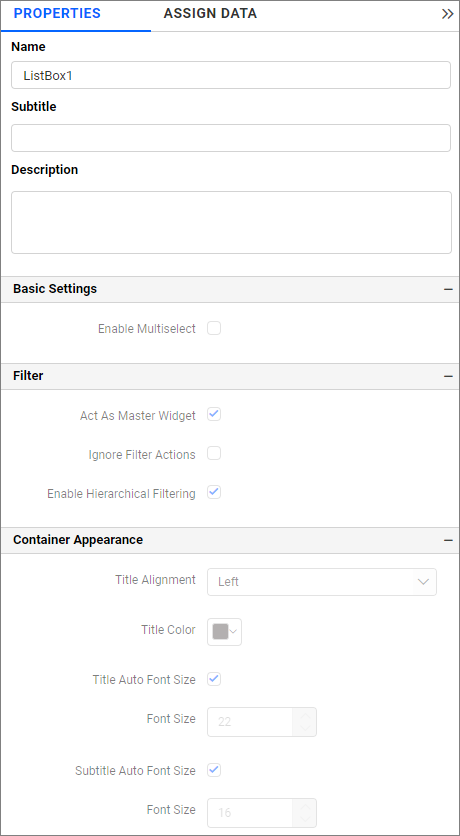 PROPERTIES ASSIGN DATA
Name
ListBox1
Subtitle
Description
Basic Settings
Enable Multiselect
Filter
Act As Master Widget
Ignore Filter Actions
Enable Hierarchical Filtering
Container Appearance
Title Alignment Left
Title Color
Title Auto Font Size
Font Size 22
Subtitle Auto Font Size
Font Size 16